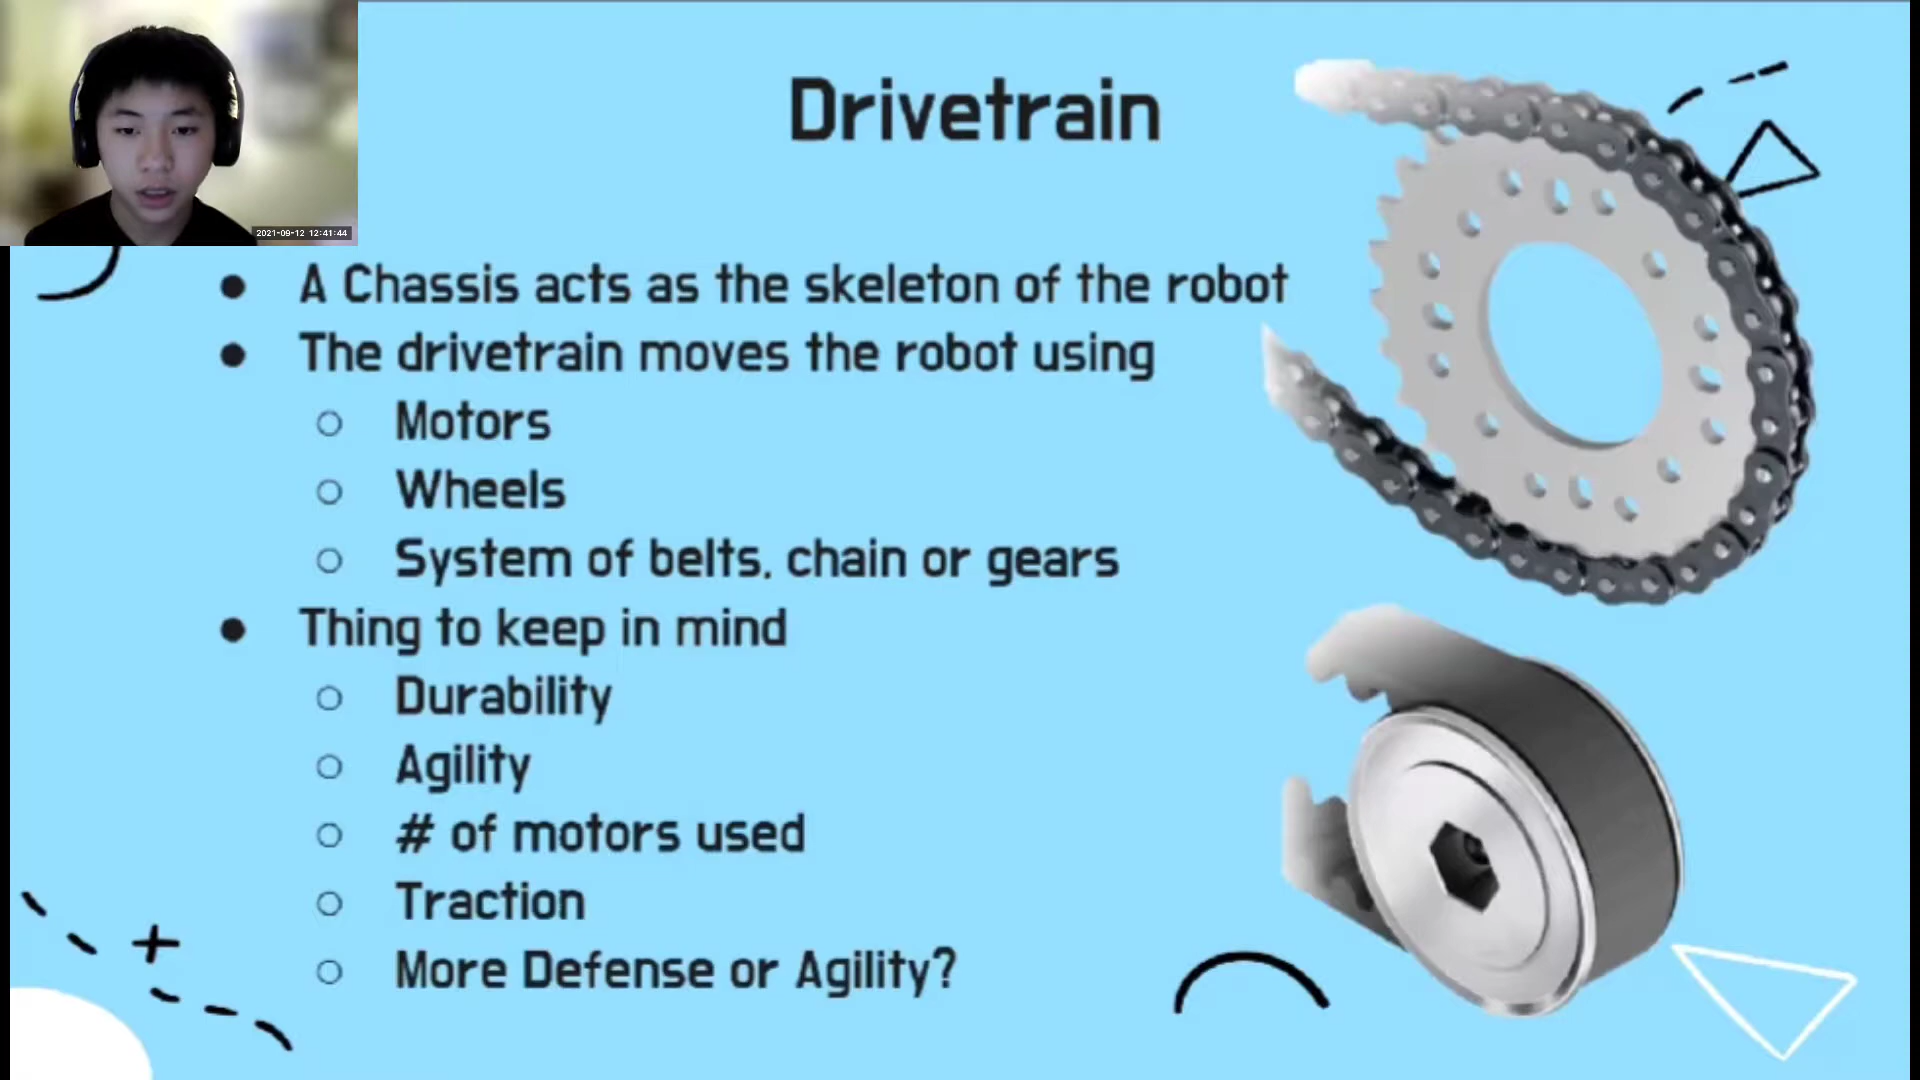 Drivetrain
2021-09-12 12:41:44
A Chassis acts as the skeleton of the robot
The drivetrain moves the robot using
Motors
Wheels
System of belts, chain or gears
Thing to keep in mind
Durability
Agility
# of motors used
Traction
More Defense or Agility?